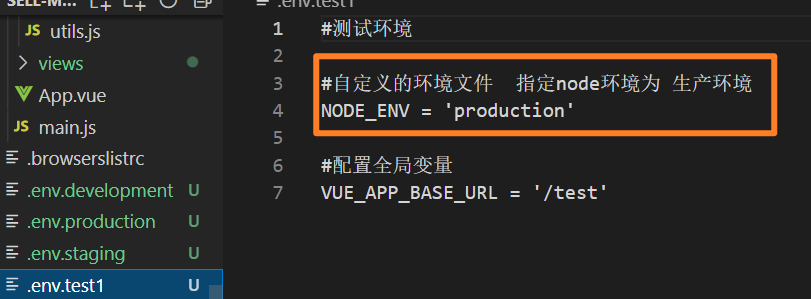 SELL-M...
.env.test1
utils.js
views
App.vue
main.js
.browserslistrc
.env.development U
.env.production U
.env.staging U
.env.test1 U
1 #测试环境
2
3 #自定义的环境文件  指定node环境为 生产环境
4 NODE_ENV = 'production'
5
6 #配置全局变量
7 VUE_APP_BASE_URL = '/test'